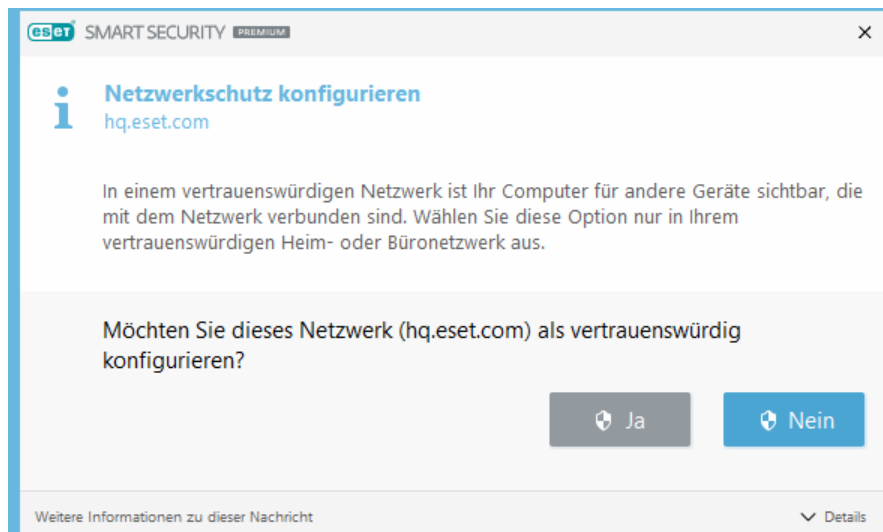 eset SMART SECURITY PREMIUM
Netzwerkschutz konfigurieren
hq.eset.com
In einem vertrauenswürdigen Netzwerk ist Ihr Computer für andere Geräte sichtbar, die
mit dem Netzwerk verbunden sind. Wählen Sie diese Option nur in Ihrem
vertrauenswürdigen Heim- oder Büronetzwerk aus.
Möchten Sie dieses Netzwerk (hq.eset.com) als vertrauenswürdig
konfigurieren?
Ja
Nein
Weitere Informationen zu dieser Nachricht
Details